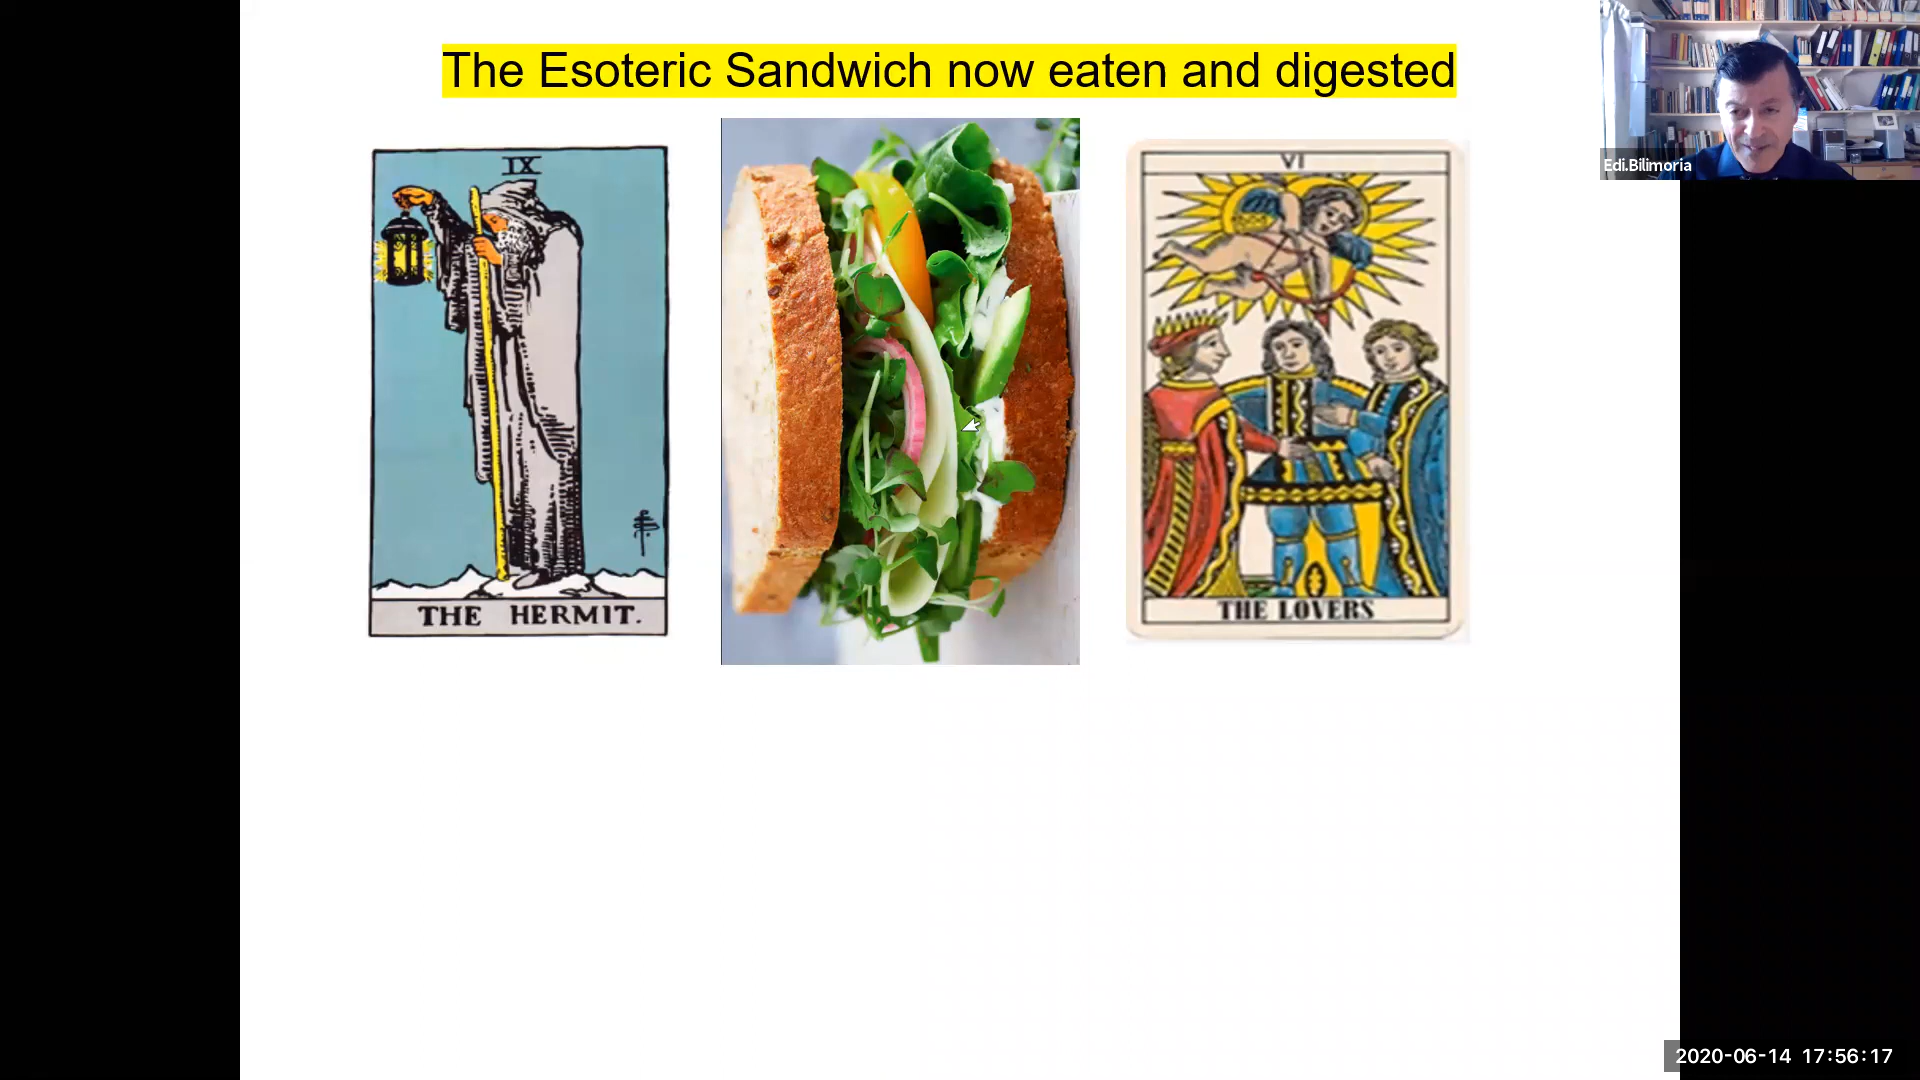 The Esoteric Sandwich now eaten and digested
Edi.Bilimoria
IX
THE HERMIT.
VI
THE LOVERS
2020-06-14 17:56:17